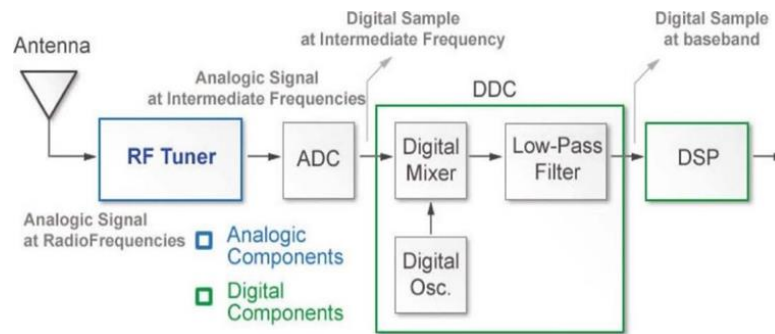 Digital Sample
at Intermediate Frequency
Digital Sample
at baseband
Antenna
Analogic Signal
at Intermediate Frequencies
DDC
RF Tuner
ADC
Digital
Mixer
Low-Pass
Filter
DSP
Analogic Signal
at RadioFrequencies
Analogic
Components
Digital
Osc.
Digital
Components